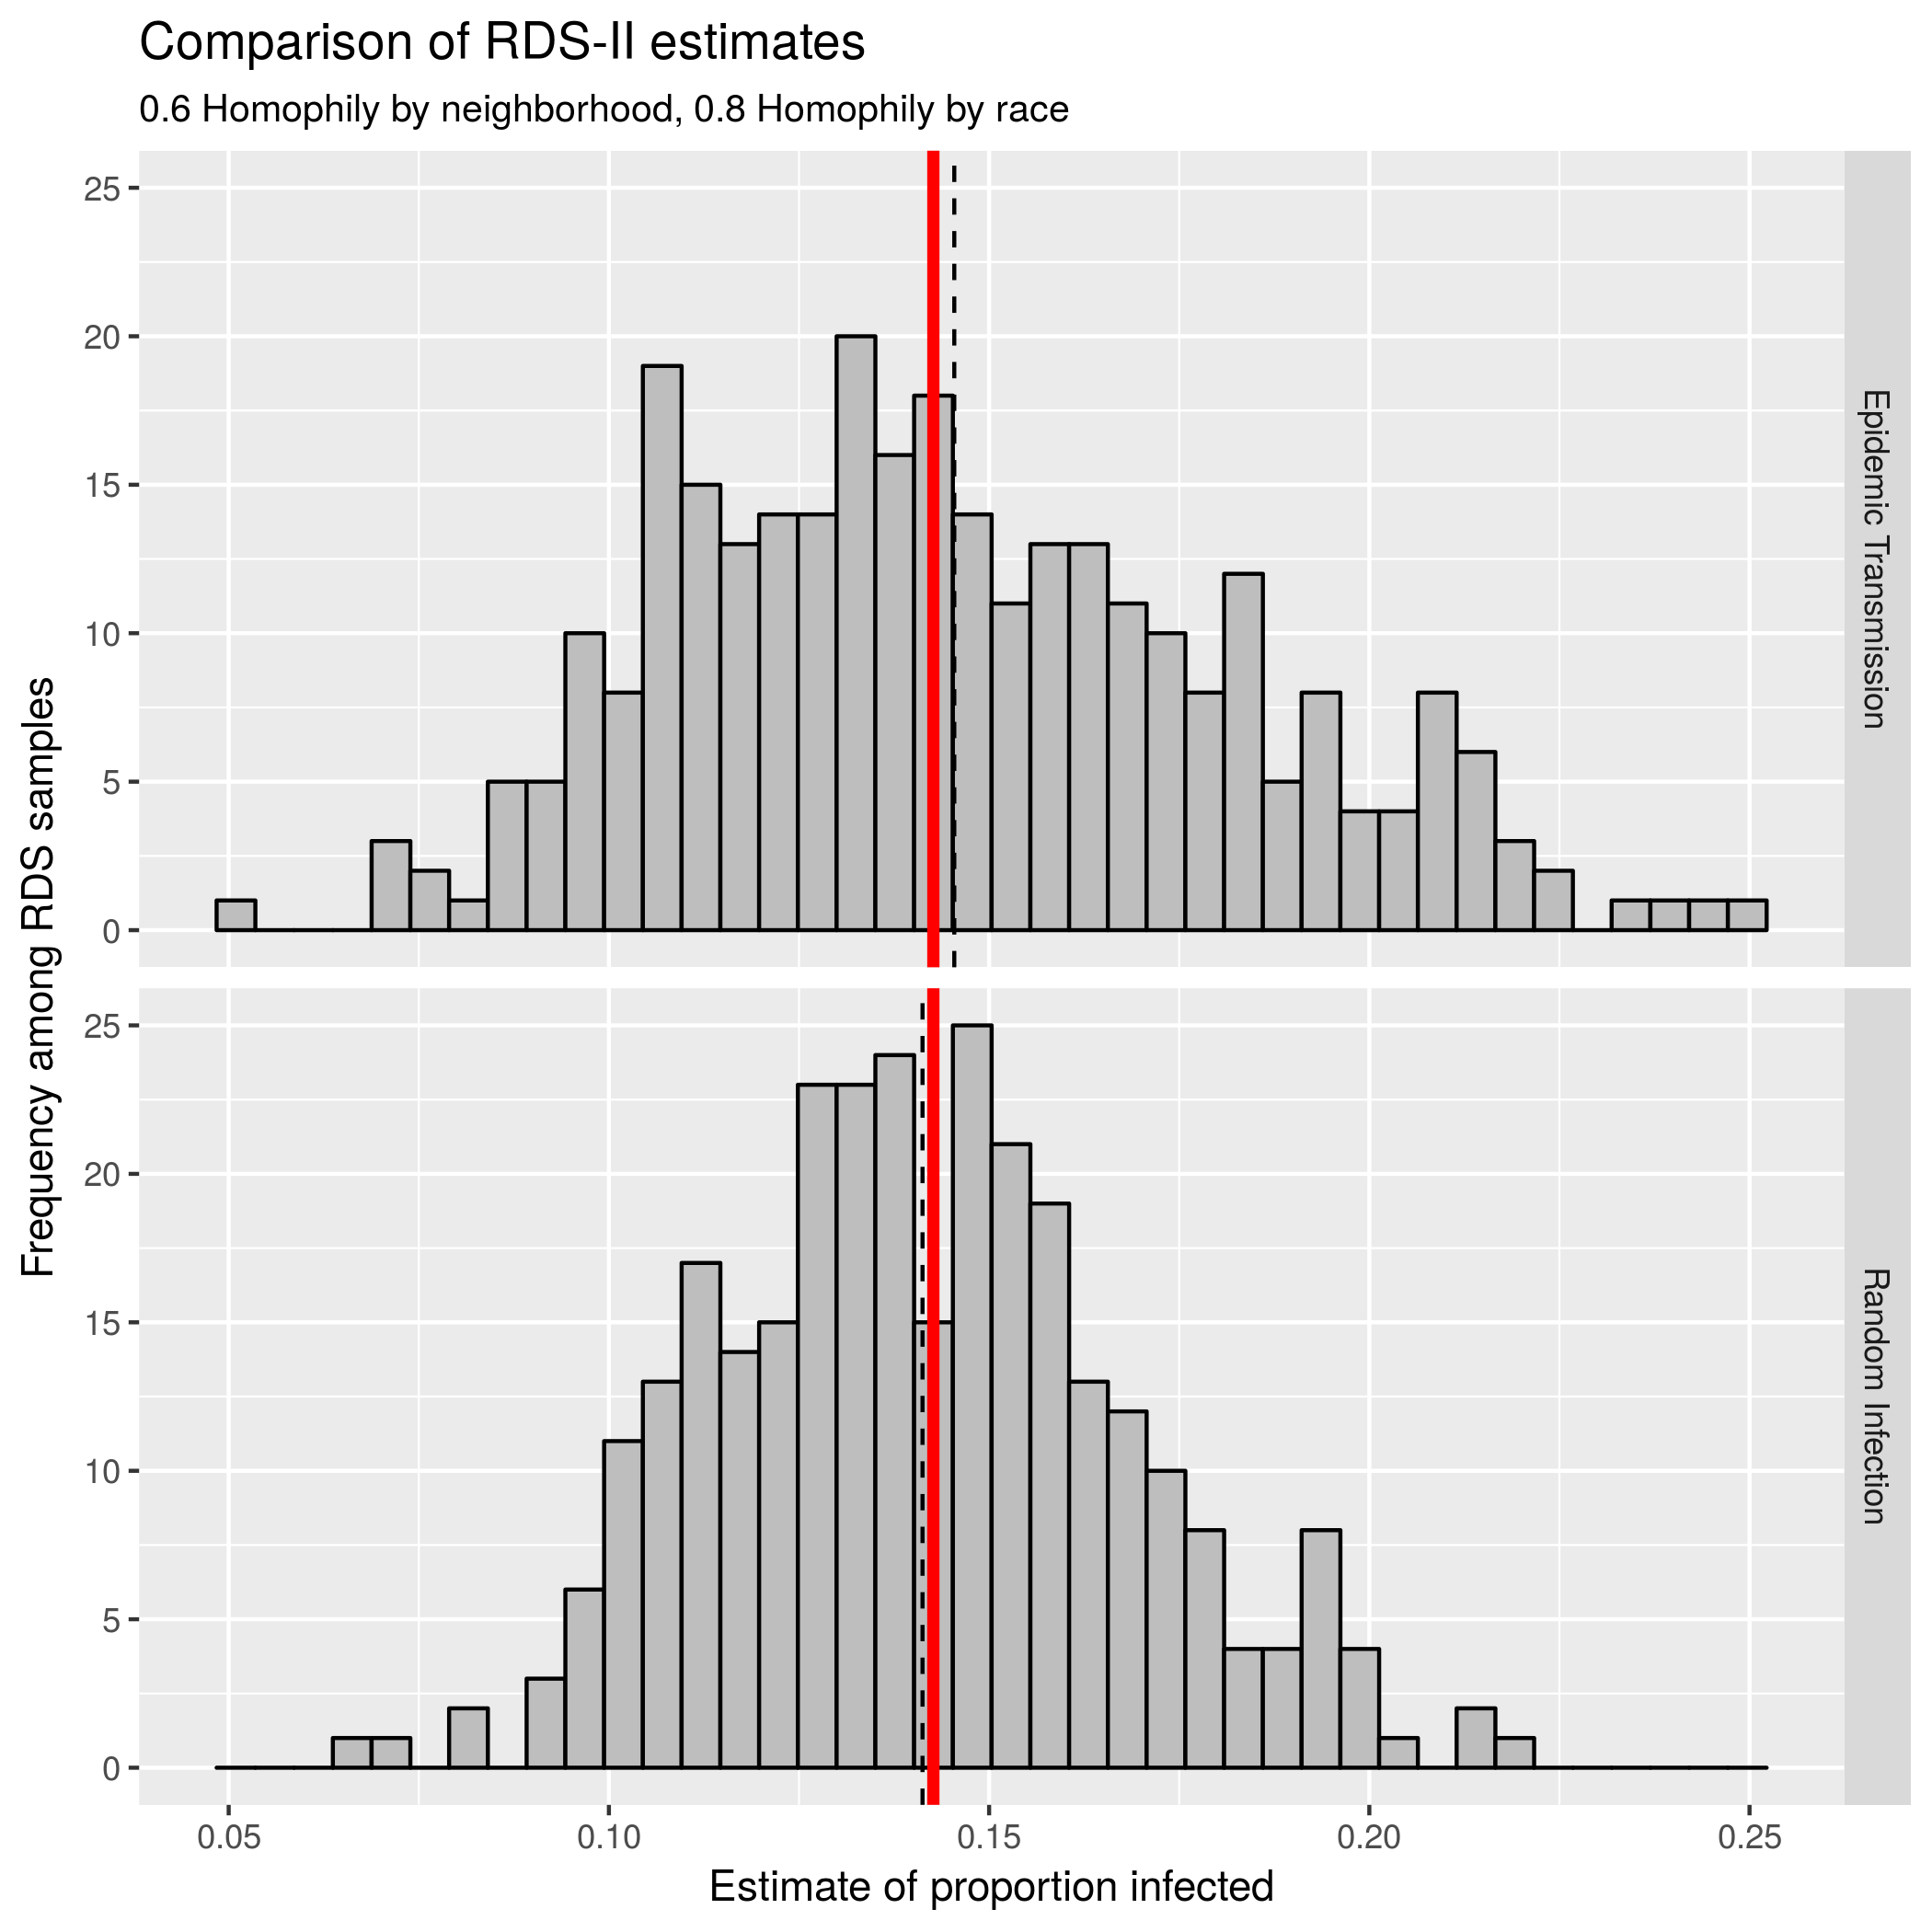 Comparison of RDS-II estimates
0.6 Homophily by neighborhood, 0.8 Homophily by race
Frequency among RDS samples
25
20
15
10
5
0
Epidemic Transmission
25
20
15
10
5
0
Random Infection
0.05 0.10 0.15 0.20 0.25
Estimate of proportion infected